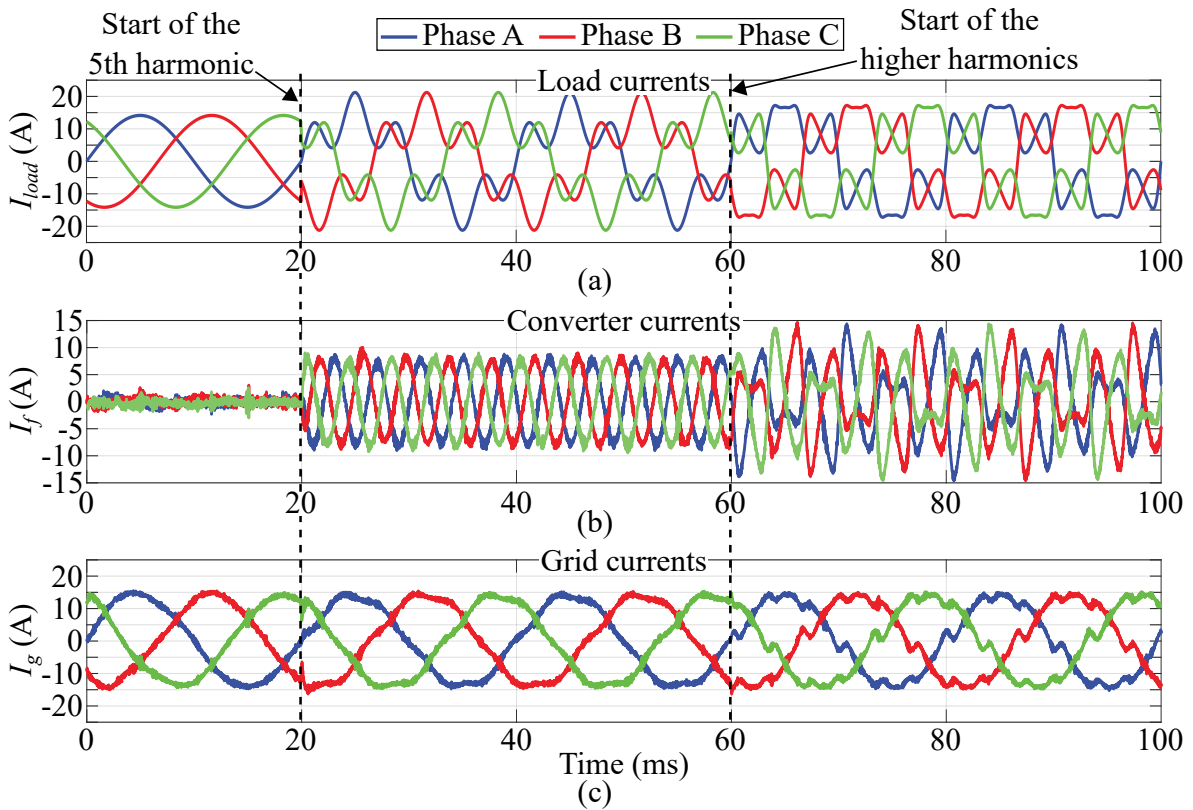 Start of the
5th harmonic
Phase A Phase B Phase C
Start of the
higher harmonics
Load currents
I_load (A)
20
10
0
-10
-20
0 20 40 60 80 100
(a)
Converter currents
I_f (A)
15
10
5
0
-5
-10
-15
0 20 40 60 80 100
(b)
Grid currents
I_g (A)
20
10
0
-10
-20
0 20 40 60 80 100
Time (ms)
(c)